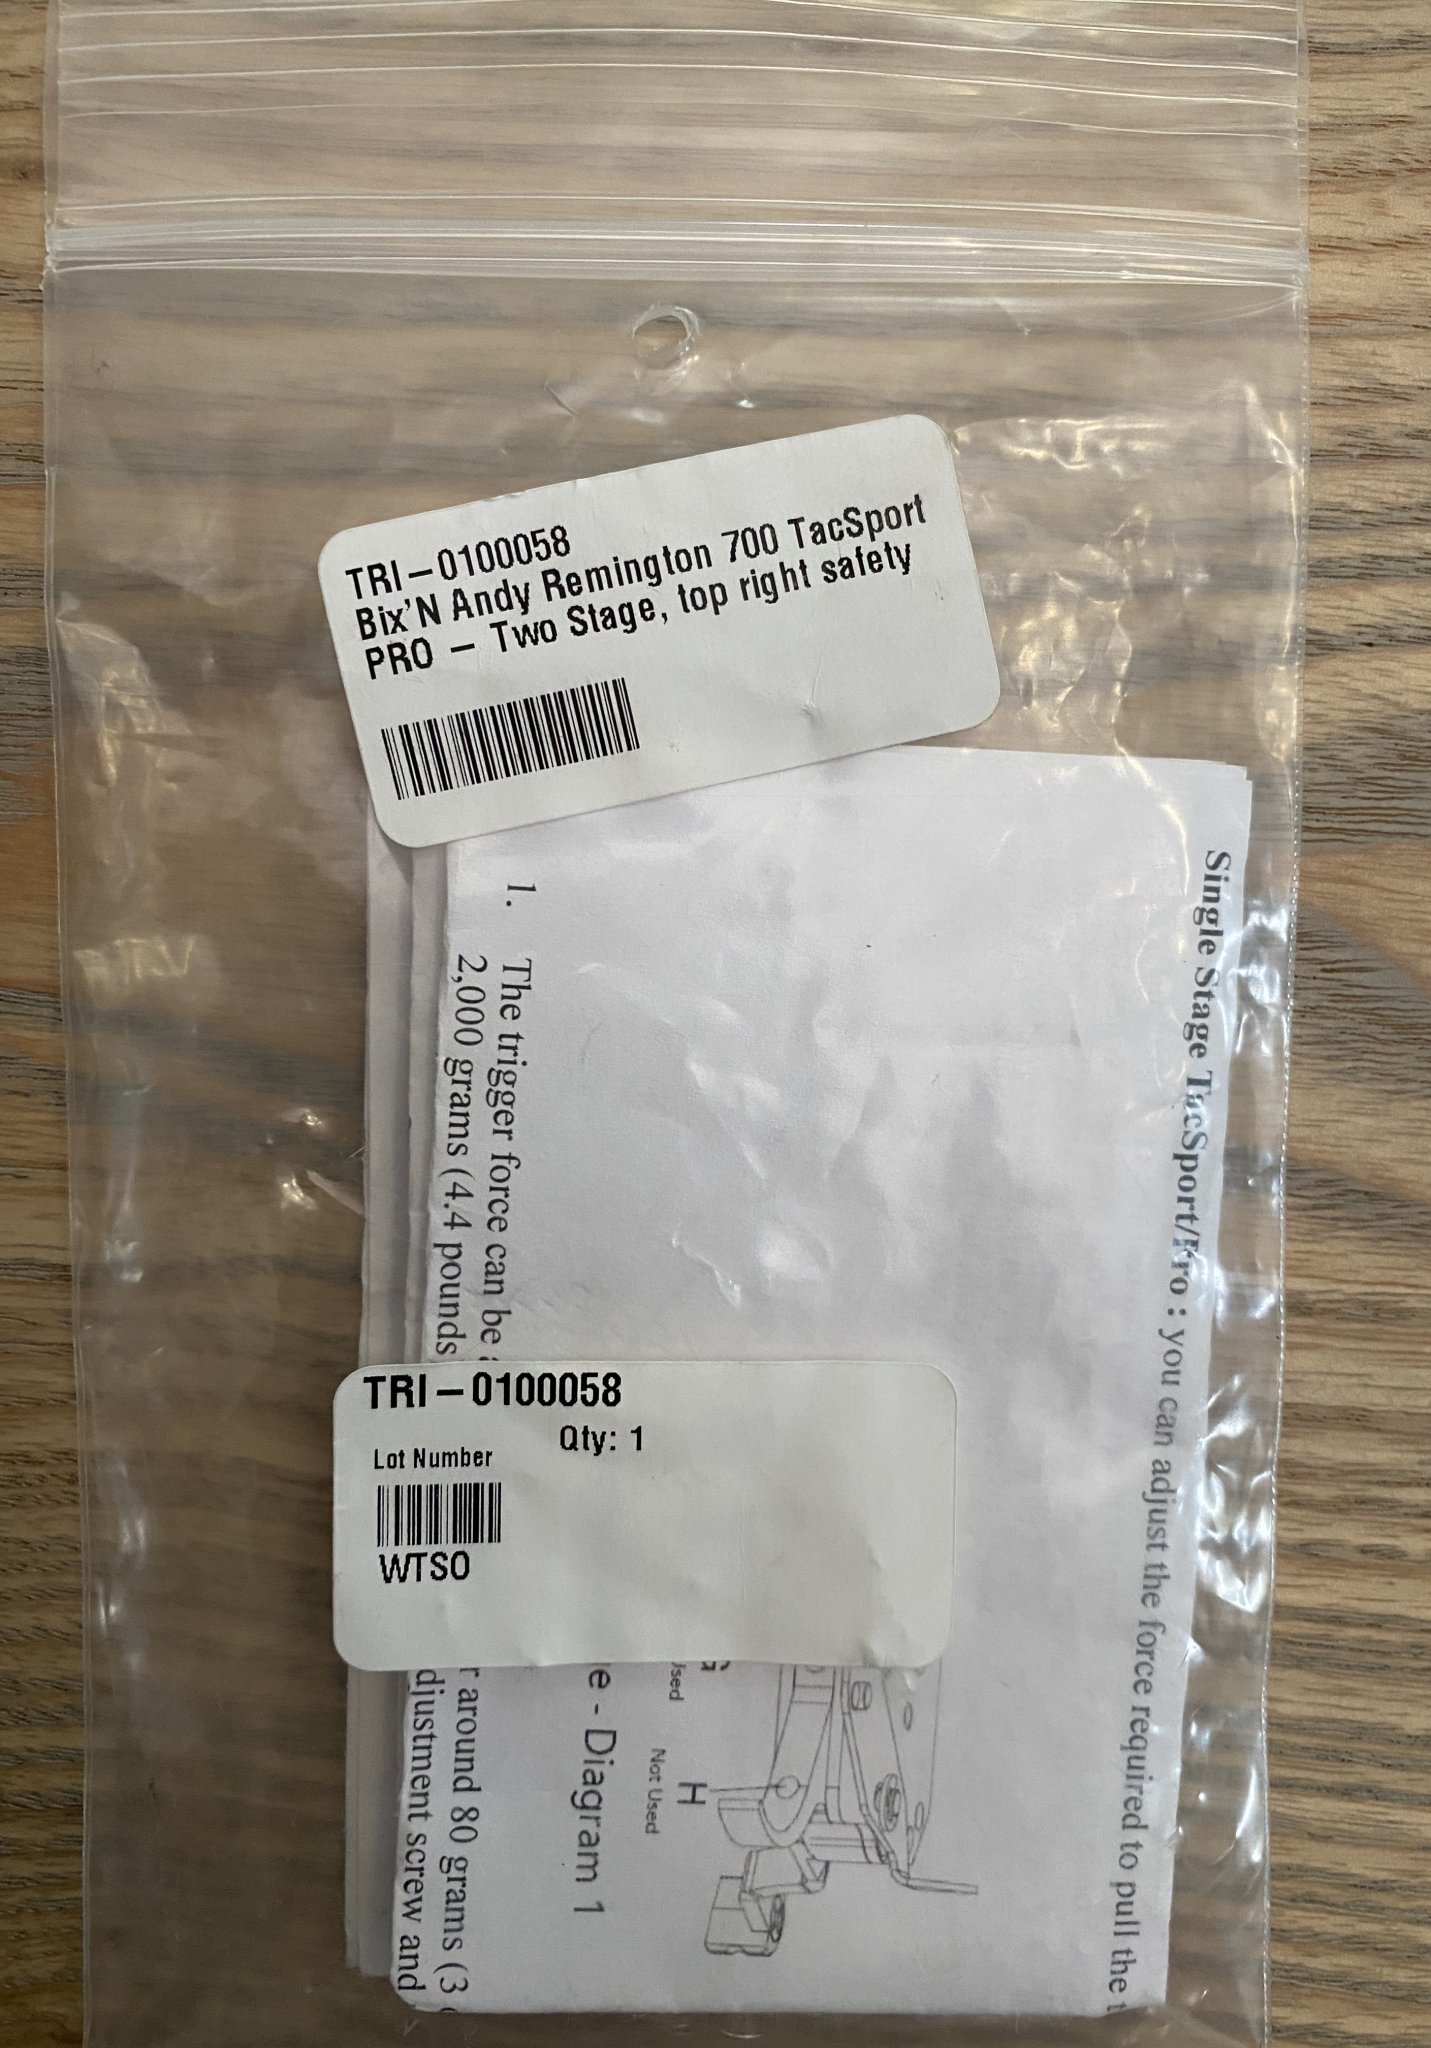 TRI-0100058
Bix'N Andy Remington 700 TacSport
PRO - Two Stage, top right safety
Single Stage TacSport/Pro : you can adjust the force required to pull the
1. The trigger force can be
2,000 grams (4.4 pounds
TRI-0100058
Qty: 1
Lot Number
WTSO
r around 80 grams (3
djustment screw and
e - Diagram 1
G
Used
H
Not Used